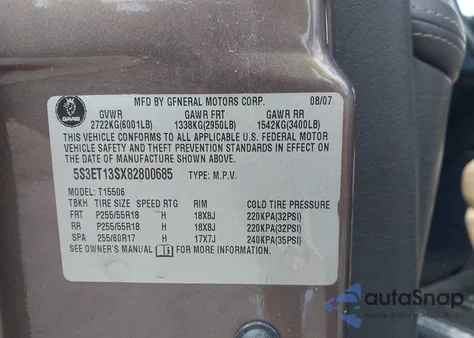 MFD BY GENERAL MOTORS CORP. 08/07
SAAB
GVWR GAWR FRT GAWR RR
2722KG(6001LB) 1338KG(2950LB) 1542KG(3400LB)
THIS VEHICLE CONFORMS TO ALL APPLICABLE U.S. FEDERAL MOTOR
VEHICLE SAFETY AND THEFT PREVENTION STANDARDS IN EFFECT ON
THE DATE OF MANUFACTURE SHOWN ABOVE.
5S3ET13SX82800685 TYPE: M.P.V.
MODEL: T15506
TBKH TIRE SIZE SPEED RTG RIM COLD TIRE PRESSURE
FRT P255/55R18 H 18X8J 220KPA(32PSI)
RR P255/55R18 H 18X8J 220KPA(32PSI)
SPA 255/60R17 H 17X7J 240KPA(35PSI)
SEE OWNER'S MANUAL FOR MORE INFORMATION.
autoSnap